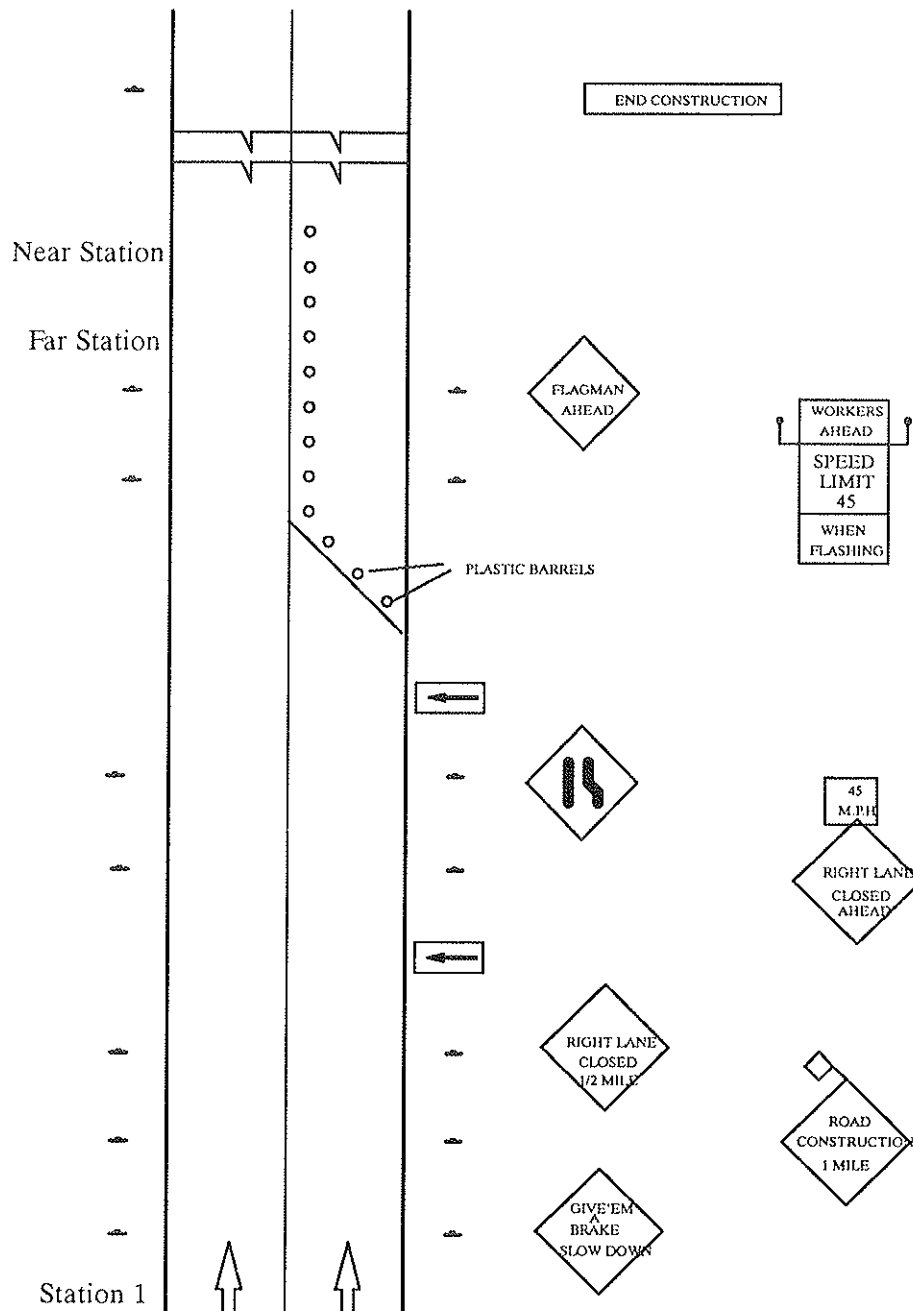 END CONSTRUCTION
Near Station
Far Station
FLAGMAN
AHEAD
WORKERS
AHEAD
SPEED
LIMIT
45
WHEN
FLASHING
PLASTIC BARRELS
45
M.P.H
RIGHT LANE
CLOSED
AHEAD
RIGHT LANE
CLOSED
1/2 MILE
ROAD
CONSTRUCTION
1 MILE
GIVE'EM
A
BRAKE
SLOW DOWN
Station 1